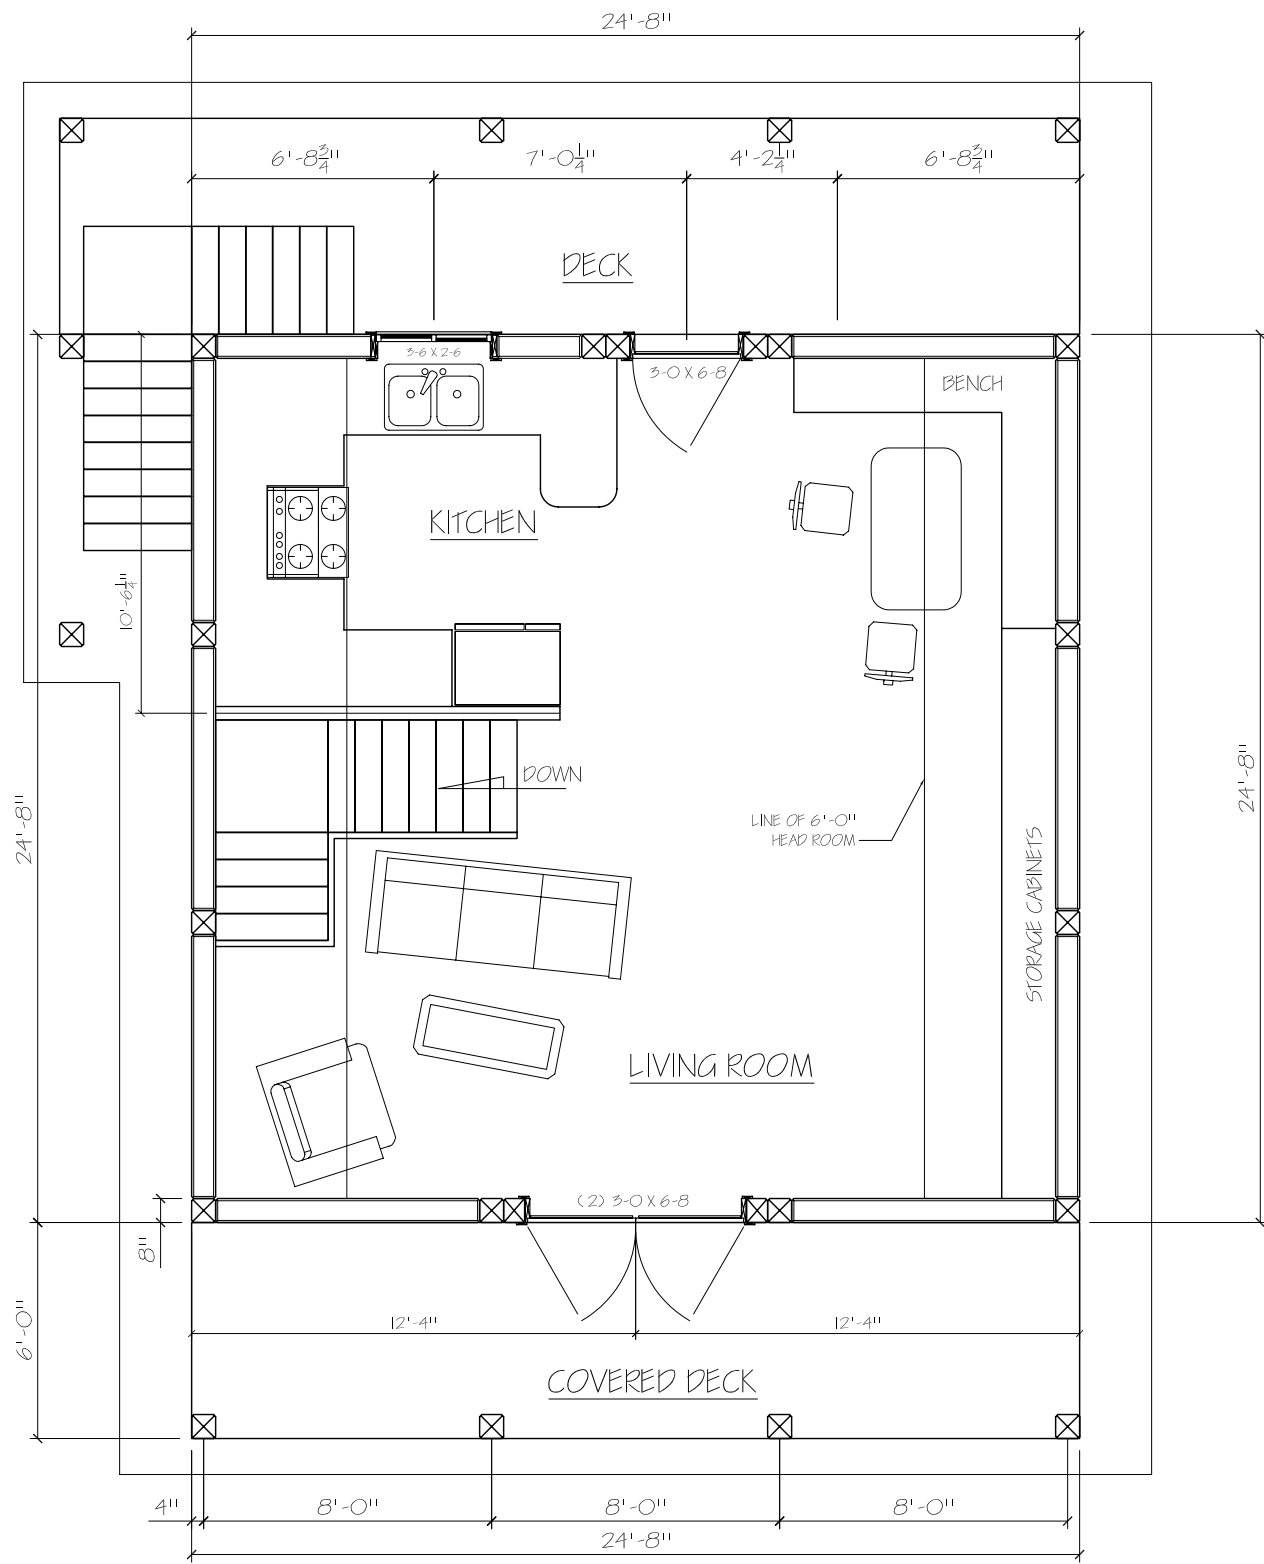 24'-8"
6'-8 3/4"
7'-0 1/4"
4'-2 1/4"
6'-8 3/4"
DECK
3-6 X 2-6
3-0 X 6-8
BENCH
KITCHEN
10'-6 1/4"
DOWN
24'-8"
24'-8"
LINE OF 6'-0"
HEAD ROOM
STORAGE CABINETS
LIVING ROOM
(2) 3-0 X 6-8
8"
6'-0"
12'-4"
12'-4"
COVERED DECK
4"
8'-0"
8'-0"
8'-0"
24'-8"